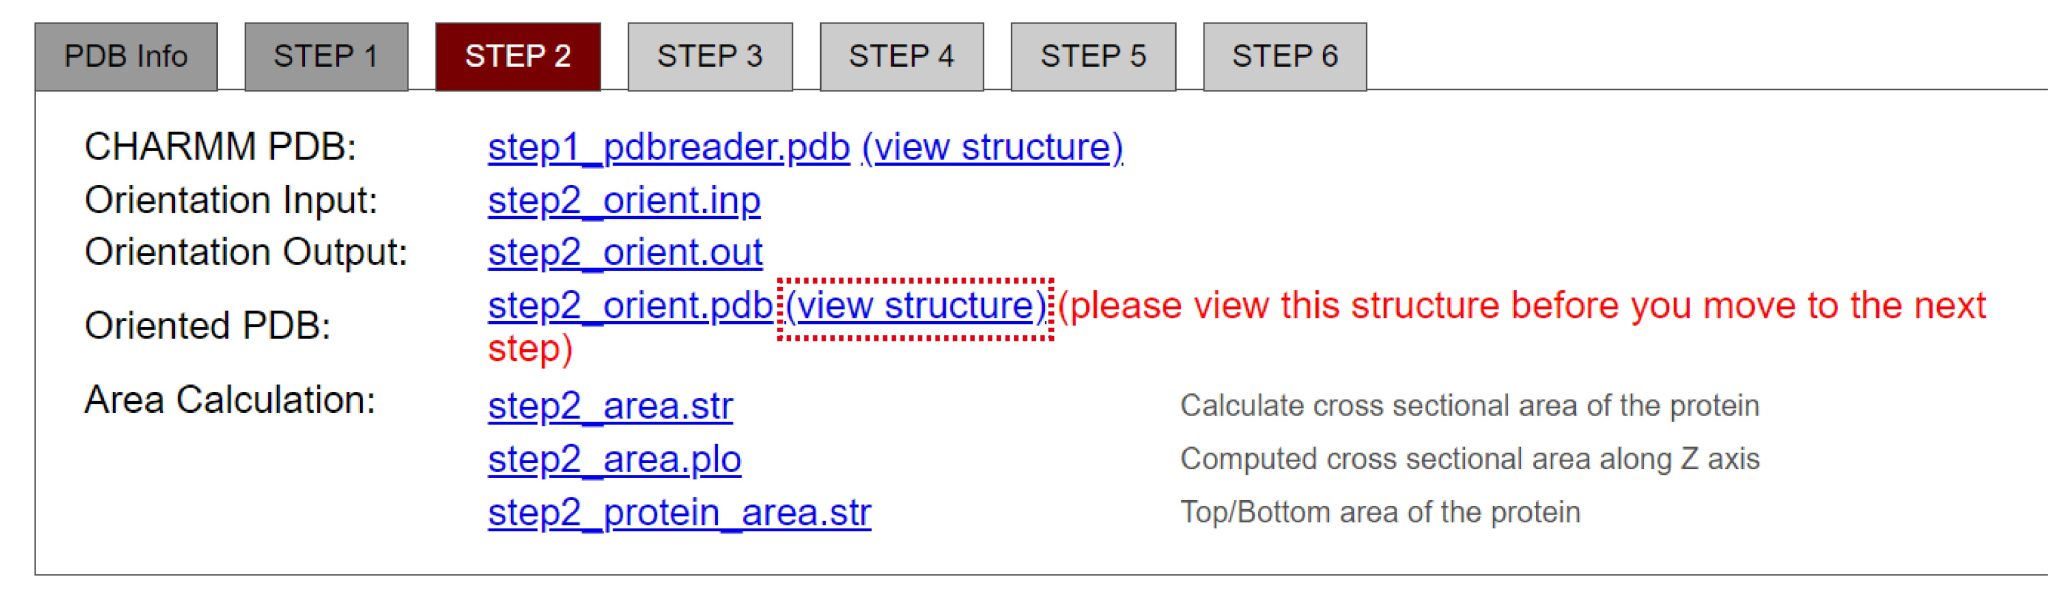 PDB Info STEP 1 STEP 2 STEP 3 STEP 4 STEP 5 STEP 6
CHARMM PDB: step1_pdbreader.pdb (view structure)
Orientation Input: step2_orient.inp
Orientation Output: step2_orient.out
Oriented PDB: step2_orient.pdb (view structure) (please view this structure before you move to the next
step)
Area Calculation: step2_area.str Calculate cross sectional area of the protein
step2_area.plo Computed cross sectional area along Z axis
step2_protein_area.str Top/Bottom area of the protein